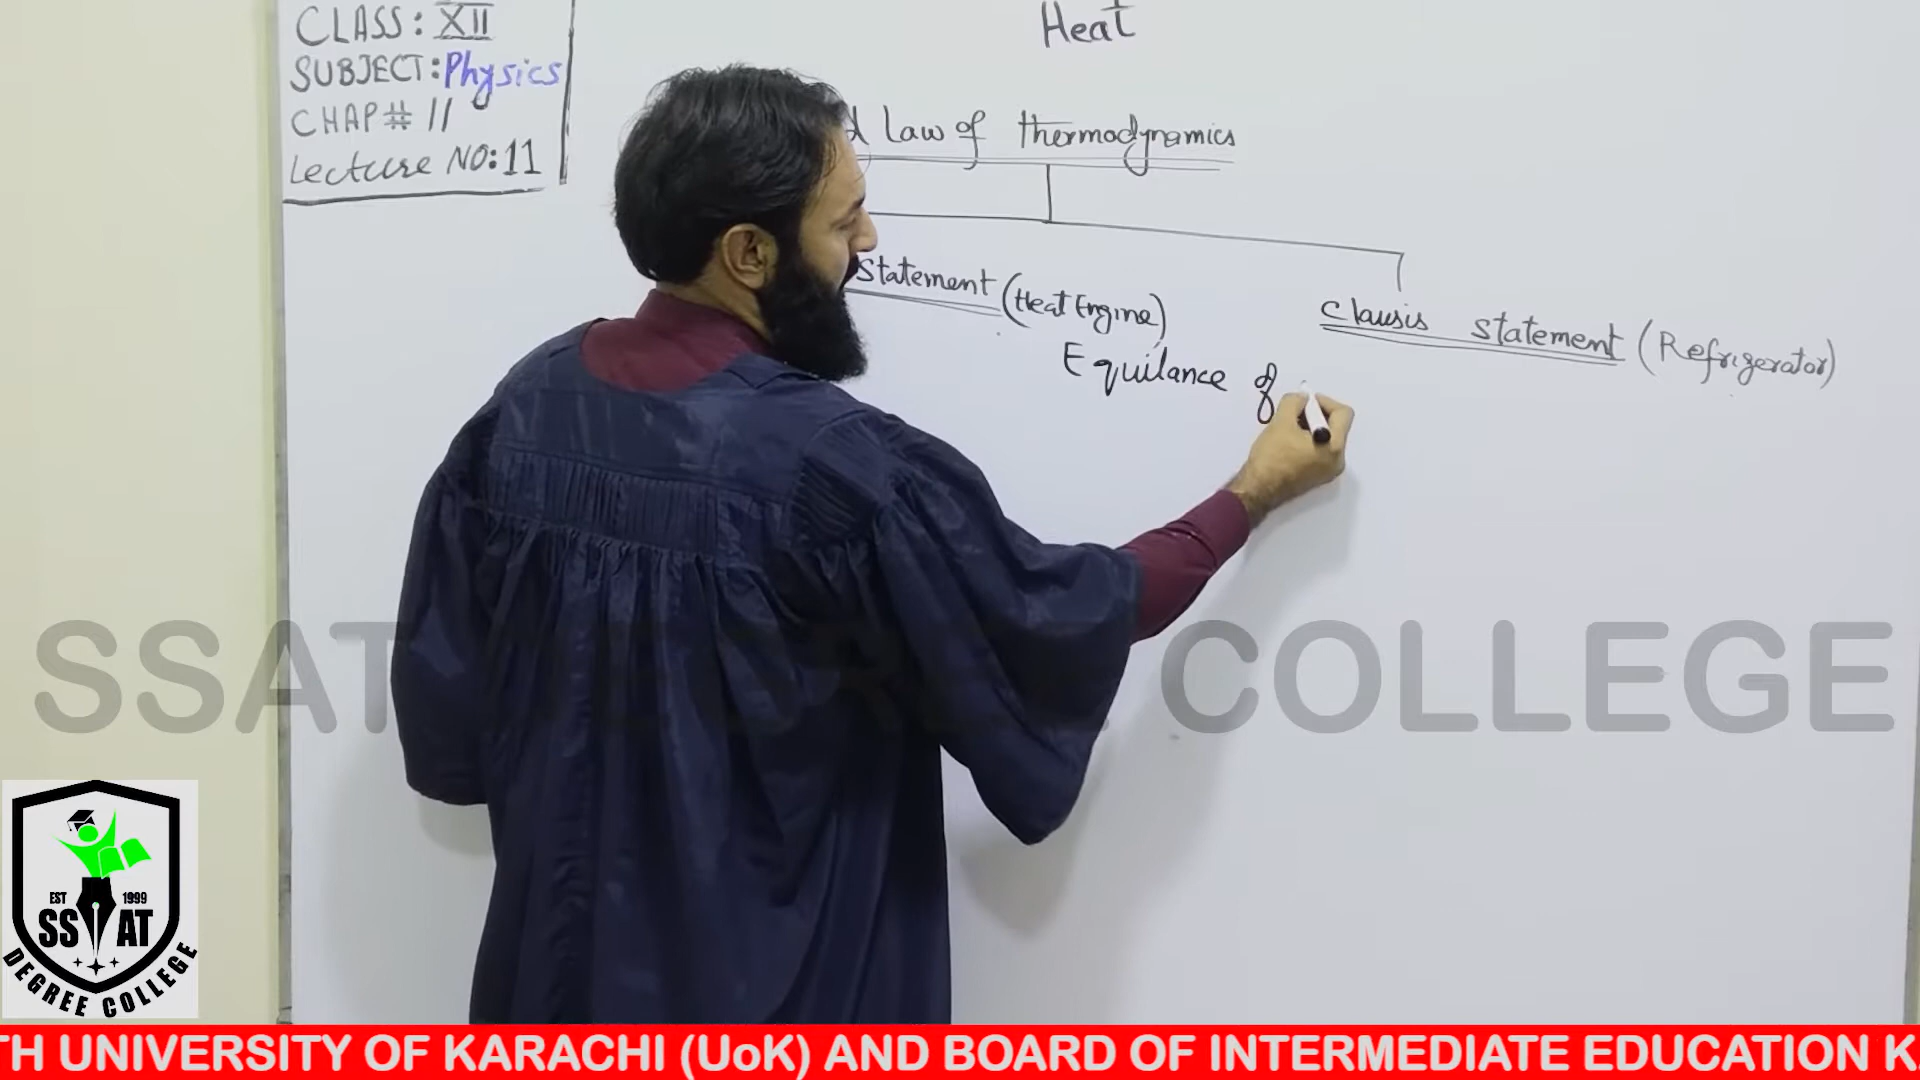 CLASS: XII
SUBJECT: Physics
CHAP# 11
Lecture NO: 11
Heat
d Law of thermodynamics
Statement (Heat Engine)
Clausis statement (Refrigerator)
Equilance of
SSAT COLLEGE
EST 1999
SSAT
DEGREE COLLEGE
TH UNIVERSITY OF KARACHI (UoK) AND BOARD OF INTERMEDIATE EDUCATION K